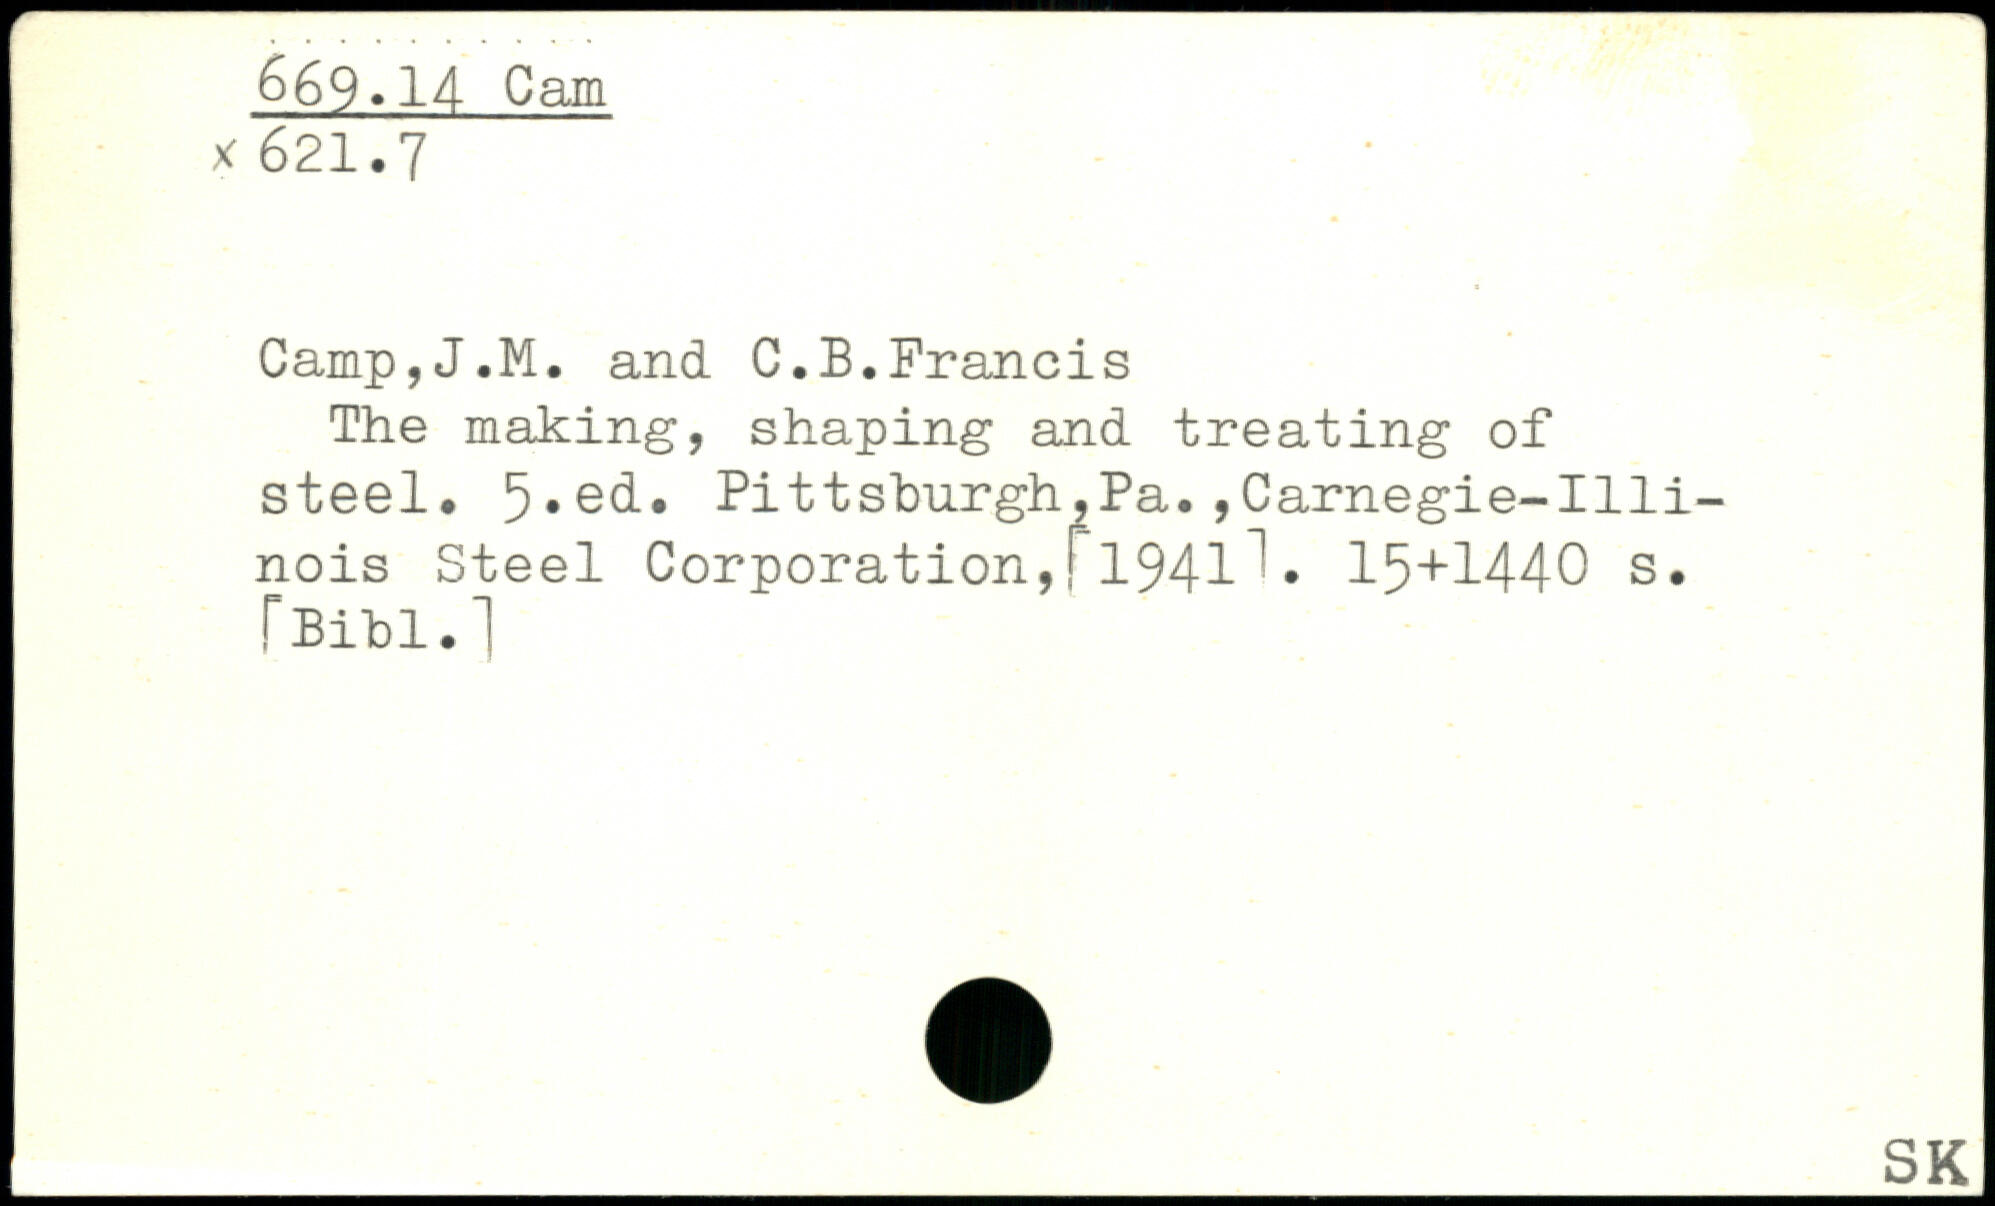 669.14 Cam
x 621.7
Camp,J.M. and C.B.Francis
The making, shaping and treating of
steel. 5.ed. Pittsburgh,Pa.,Carnegie-Illi-
nois Steel Corporation,⌈1941⌉. 15+1440 s.
⌈Bibl.⌉
SK